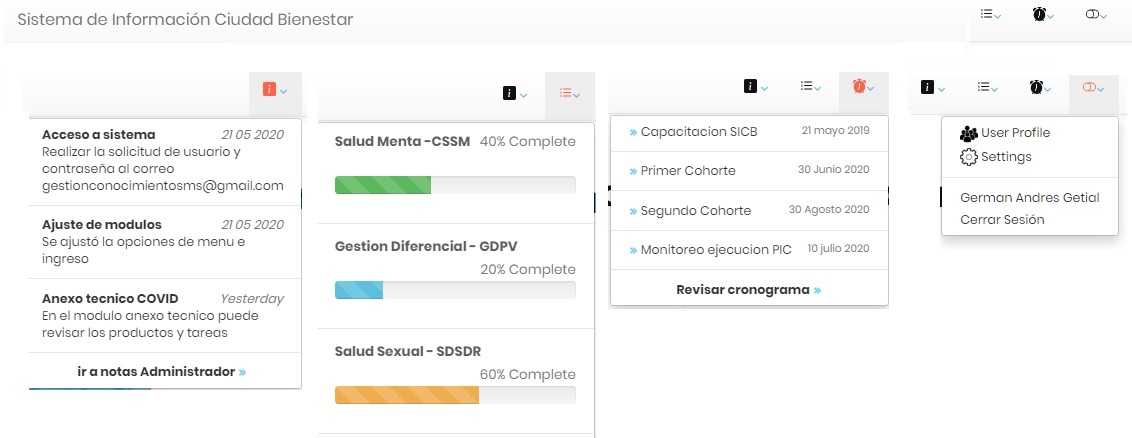 Sistema de Información Ciudad Bienestar
Acceso a sistema 21 05 2020
Realizar la solicitud de usuario y
contraseña al correo
gestionconocimientosms@gmail.com
Ajuste de modulos 21 05 2020
Se ajustó la opciones de menu e
ingreso
Anexo tecnico COVID Yesterday
En el modulo anexo tecnico puede
revisar los productos y tareas
ir a notas Administrador »
Salud Menta -CSSM 40% Complete
Gestion Diferencial - GDPV
20% Complete
Salud Sexual - SDSDR
60% Complete
» Capacitacion SICB 21 mayo 2019
» Primer Cohorte 30 Junio 2020
» Segundo Cohorte 30 Agosto 2020
» Monitoreo ejecucion PIC 10 julio 2020
Revisar cronograma »
User Profile
Settings
German Andres Getial
Cerrar Sesión